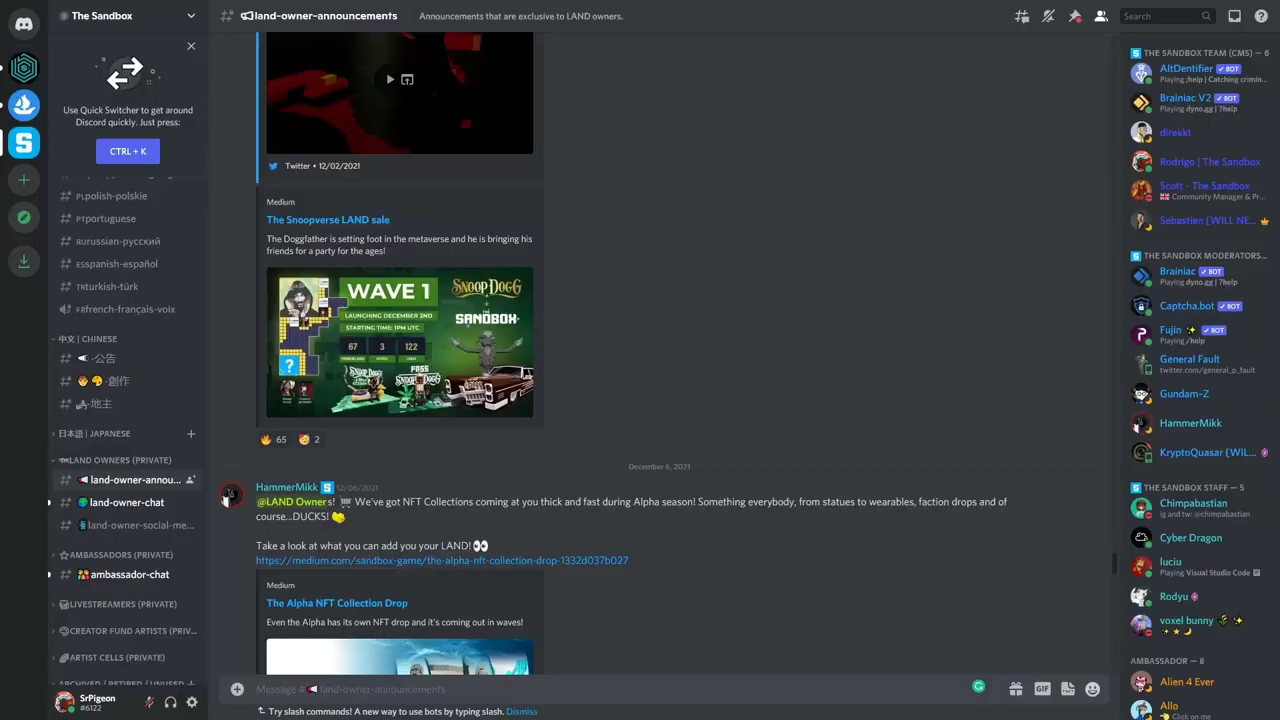 The Sandbox
land-owner-announcements
Announcements that are exclusive to LAND owners.
Search
Use Quick Switcher to get around
Discord quickly. Just press:
CTRL + K
PLpolish-polskie
PTportuguese
RUrussian-русский
ESspanish-español
TRturkish-türk
FRfrench-français-voix
中文 | CHINESE
-公告
-創作
-地主
日本語 | JAPANESE
LAND OWNERS (PRIVATE)
land-owner-annou...
land-owner-chat
land-owner-social-me...
AMBASSADORS (PRIVATE)
ambassador-chat
LIVESTREAMERS (PRIVATE)
CREATOR FUND ARTISTS (PRIV...
ARTIST CELLS (PRIVATE)
ARCHIVED / RETIRED / UNUSED
SrPigeon
#6122
Twitter • 12/02/2021
Medium
The Snoopverse LAND sale
The Doggfather is setting foot in the metaverse and he is bringing his
friends for a party for the ages!
WAVE 1
LAUNCHING DECEMBER 2ND
STARTING TIME: 1PM UTC
67 3 122
SNOOP DOGG
THE
SANDBOX
PASS
65 2
December 6, 2021
HammerMikk 12/06/2021
@LAND Owners! 🛒 We've got NFT Collections coming at you thick and fast during Alpha season! Something everybody, from statues to wearables, faction drops and of
course...DUCKS!
Take a look at what you can add you your LAND! 👀
https://medium.com/sandbox-game/the-alpha-nft-collection-drop-1332d037b027
Medium
The Alpha NFT Collection Drop
Even the Alpha has its own NFT drop and it's coming out in waves!
Message # land-owner-announcements
GIF
Try slash commands! A new way to use bots by typing slash. Dismiss
THE SANDBOX TEAM (CMS) — 6
AltDentifier ✓ BOT
Playing ;help | Catching crimin...
Brainiac V2 ✓ BOT
Playing dyno.gg | ?help
direkkt
Rodrigo | The Sandbox
Scott - The Sandbox
Community Manager & Pr...
Sebastien [WILL NE...
THE SANDBOX MODERATORS...
Brainiac ✓ BOT
Playing dyno.gg | ?help
Captcha.bot ✓ BOT
Fujin ✓ BOT
Playing /help
General Fault
twitter.com/general_p_fault
Gundam-Z
HammerMikk
KryptoQuasar [WIL...
THE SANDBOX STAFF — 5
Chimpabastian
ig and tw: @chimpabastian
Cyber Dragon
luciu
Playing Visual Studio Code
Rodyu
voxel bunny
AMBASSADOR — 8
Alien 4 Ever
Allo
Click on me